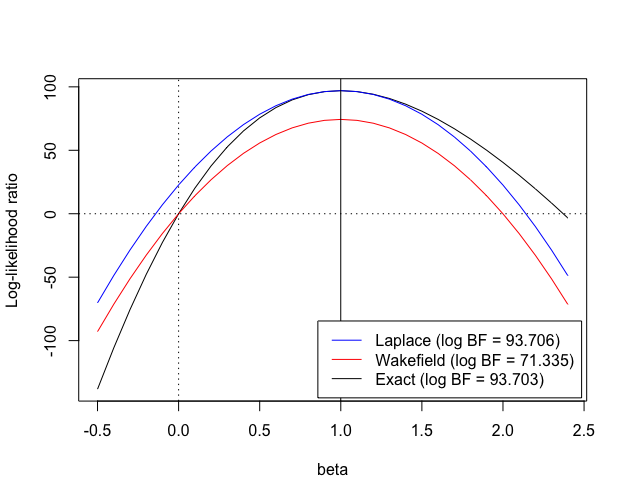 Log-likelihood ratio
100
50
0
-50
-100
Laplace (log BF = 93.706)
Wakefield (log BF = 71.335)
Exact (log BF = 93.703)
-0.5 0.0 0.5 1.0 1.5 2.0 2.5
beta